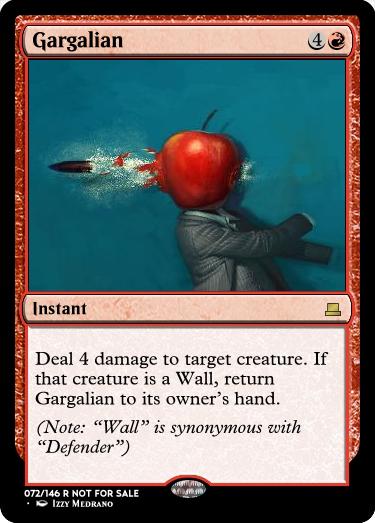 Gargalian 4
Instant
Deal 4 damage to target creature. If
that creature is a Wall, return
Gargalian to its owner's hand.
(Note: "Wall" is synonymous with
"Defender")
072/146 R NOT FOR SALE
· Izzy Medrano